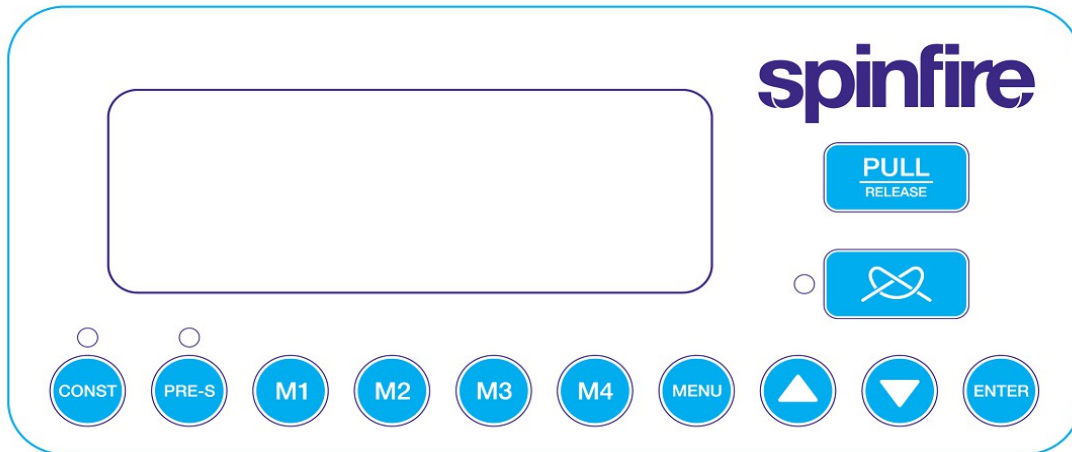 spinfire
PULL
RELEASE
CONST PRE-S M1 M2 M3 M4 MENU ENTER